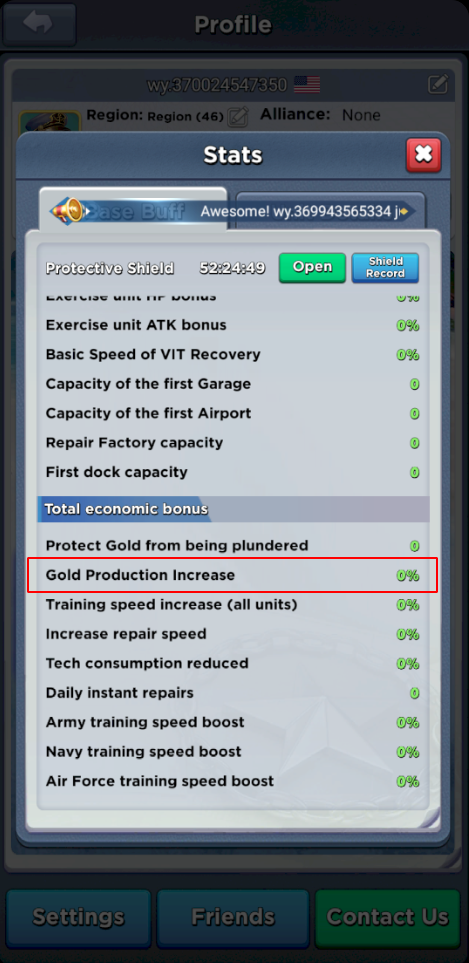 Profile
wy.370024547350
Region: Region (46) Alliance: None
Stats
Base Buff
Awesome! wy.369943565334
Protective Shield 52:24:49 Open Shield Record
Exercise unit HP bonus 0%
Exercise unit ATK bonus 0%
Basic Speed of VIT Recovery 0%
Capacity of the first Garage 0
Capacity of the first Airport 0
Repair Factory capacity 0
First dock capacity 0
Total economic bonus
Protect Gold from being plundered 0
Gold Production Increase 0%
Training speed increase (all units) 0%
Increase repair speed 0%
Tech consumption reduced 0%
Daily instant repairs 0
Army training speed boost 0%
Navy training speed boost 0%
Air Force training speed boost 0%
Settings Friends Contact Us